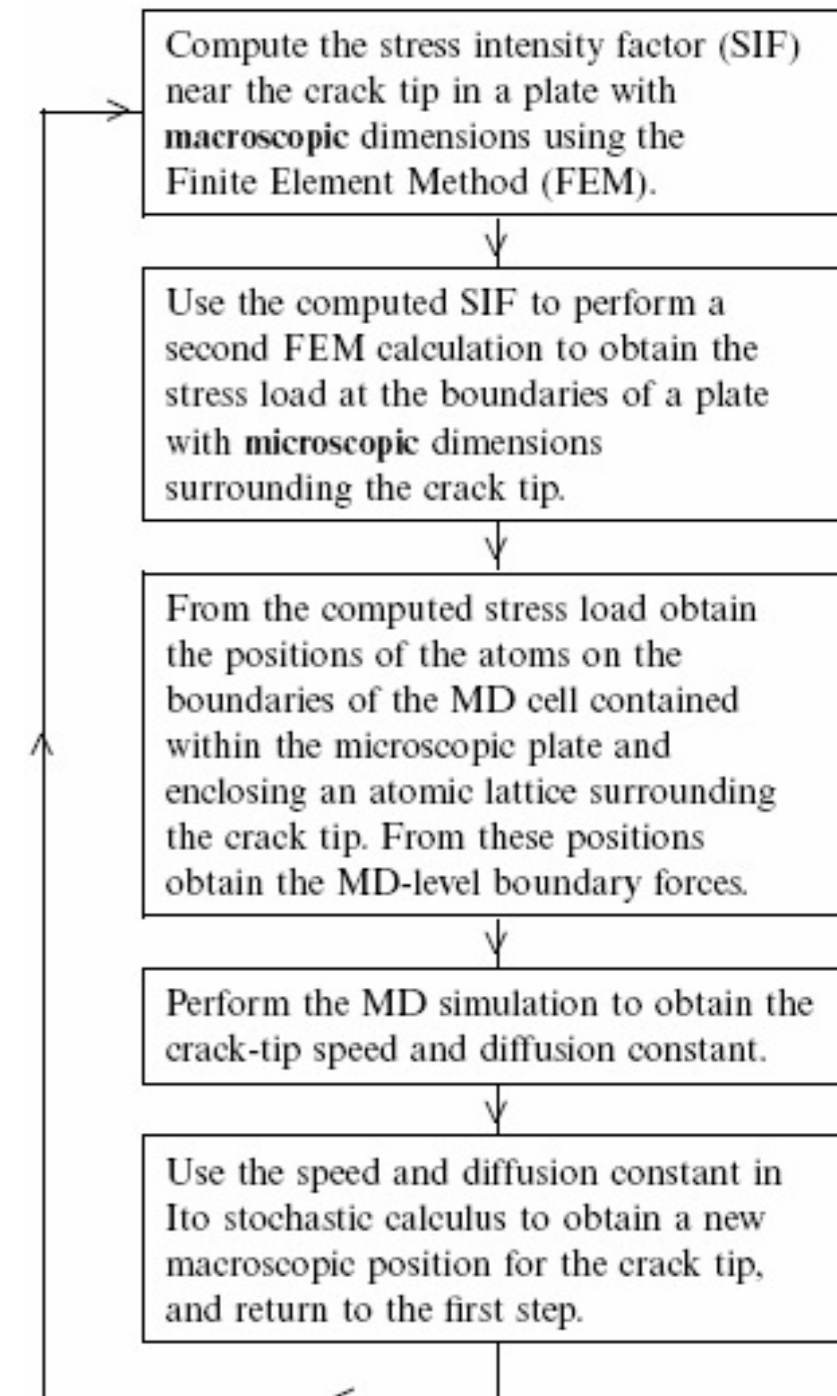 Compute the stress intensity factor (SIF)
near the crack tip in a plate with
macroscopic dimensions using the
Finite Element Method (FEM).
Use the computed SIF to perform a
second FEM calculation to obtain the
stress load at the boundaries of a plate
with microscopic dimensions
surrounding the crack tip.
From the computed stress load obtain
the positions of the atoms on the
boundaries of the MD cell contained
within the microscopic plate and
enclosing an atomic lattice surrounding
the crack tip. From these positions
obtain the MD-level boundary forces.
Perform the MD simulation to obtain the
crack-tip speed and diffusion constant.
Use the speed and diffusion constant in
Ito stochastic calculus to obtain a new
macroscopic position for the crack tip,
and return to the first step.